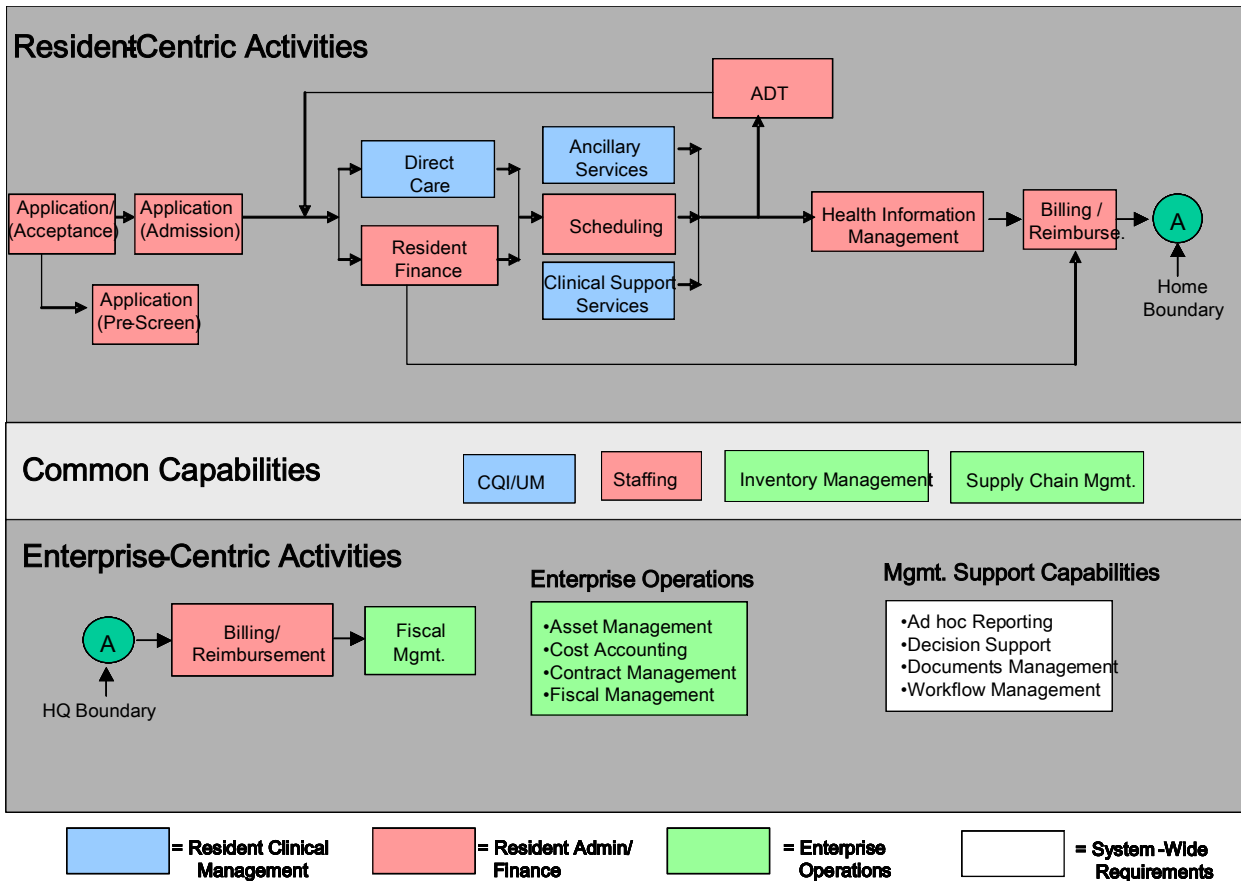 Resident-Centric Activities
ADT
Direct
Care
Ancillary
Services
Application/
(Acceptance)
Application
(Admission)
Resident
Finance
Scheduling
Clinical Support
Services
Health Information
Management
Billing /
Reimburse.
A
Application
(Pre-Screen)
Home
Boundary
Common Capabilities
CQI/UM
Staffing
Inventory Management
Supply Chain Mgmt.
Enterprise-Centric Activities
A
HQ Boundary
Billing/
Reimbursement
Fiscal
Mgmt.
Enterprise Operations
•Asset Management
•Cost Accounting
•Contract Management
•Fiscal Management
Mgmt. Support Capabilities
•Ad hoc Reporting
•Decision Support
•Documents Management
•Workflow Management
= Resident Clinical
Management
= Resident Admin/
Finance
= Enterprise
Operations
= System -Wide
Requirements